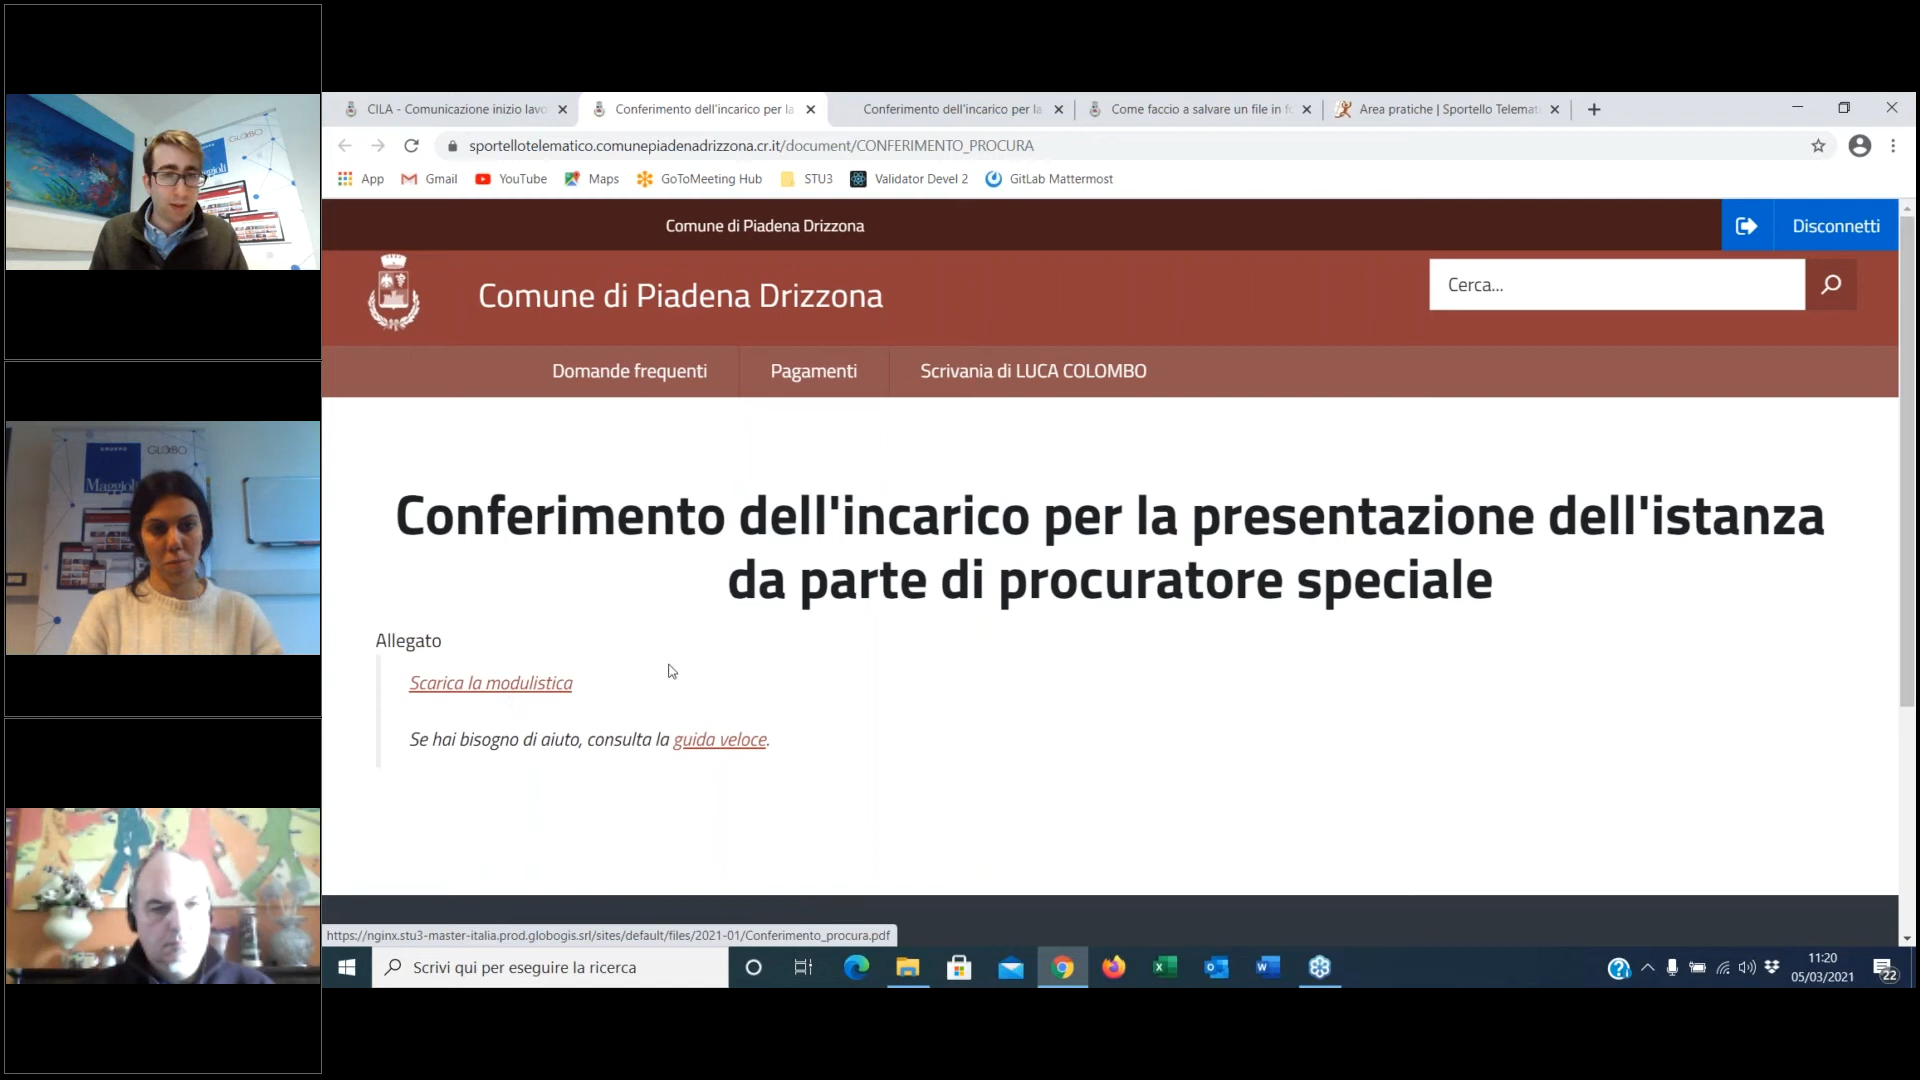 GLOBO
GRUPPO
GLOBO
Maggioli
CILA - Comunicazione inizio lavo
Conferimento dell'incarico per la
Conferimento dell'incarico per la
Come faccio a salvare un file in fo
Area pratiche | Sportello Telemat
sportellotelematico.comunepiadenadrizzona.cr.it/document/CONFERIMENTO_PROCURA
App Gmail YouTube Maps GoToMeeting Hub STU3 Validator Devel 2 GitLab Mattermost
Comune di Piadena Drizzona
Disconnetti
Comune di Piadena Drizzona
Cerca...
Domande frequenti Pagamenti Scrivania di LUCA COLOMBO
Conferimento dell'incarico per la presentazione dell'istanza
da parte di procuratore speciale
Allegato
Scarica la modulistica
Se hai bisogno di aiuto, consulta la guida veloce.
https://nginx.stu3-master-italia.prod.globogis.srl/sites/default/files/2021-01/Conferimento_procura.pdf
Scrivi qui per eseguire la ricerca
11:20
05/03/2021
22